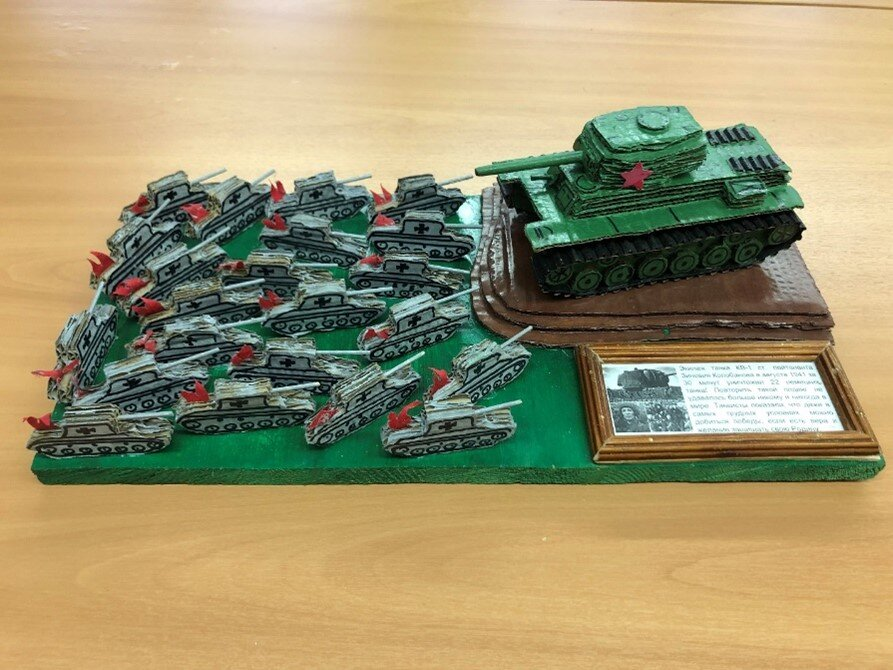 Экипаж танка КВ-1 ст. лейтенанта
Зиновия Колобанова в августе 1941 за
30 минут уничтожил 22 немецких
танка! Повторить такой подвиг не
удавалось больше никому и никогда в
мире. Танкисты показали, что даже в
самых трудных условиях можно
добиться победы, если есть вера и
желание защищать свою Родину